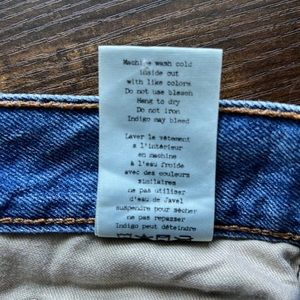 Machine wash cold
inside out
with like colors
Do not use bleach
Hang to dry
Do not iron
Indigo may bleed
Laver le vêtement
à l'intérieur
en machine
à l'eau froide
avec des couleurs
similaires
ne pas utiliser
d'eau de Javel
suspendre pour sécher
ne pas repasser
Indigo peut déteindre